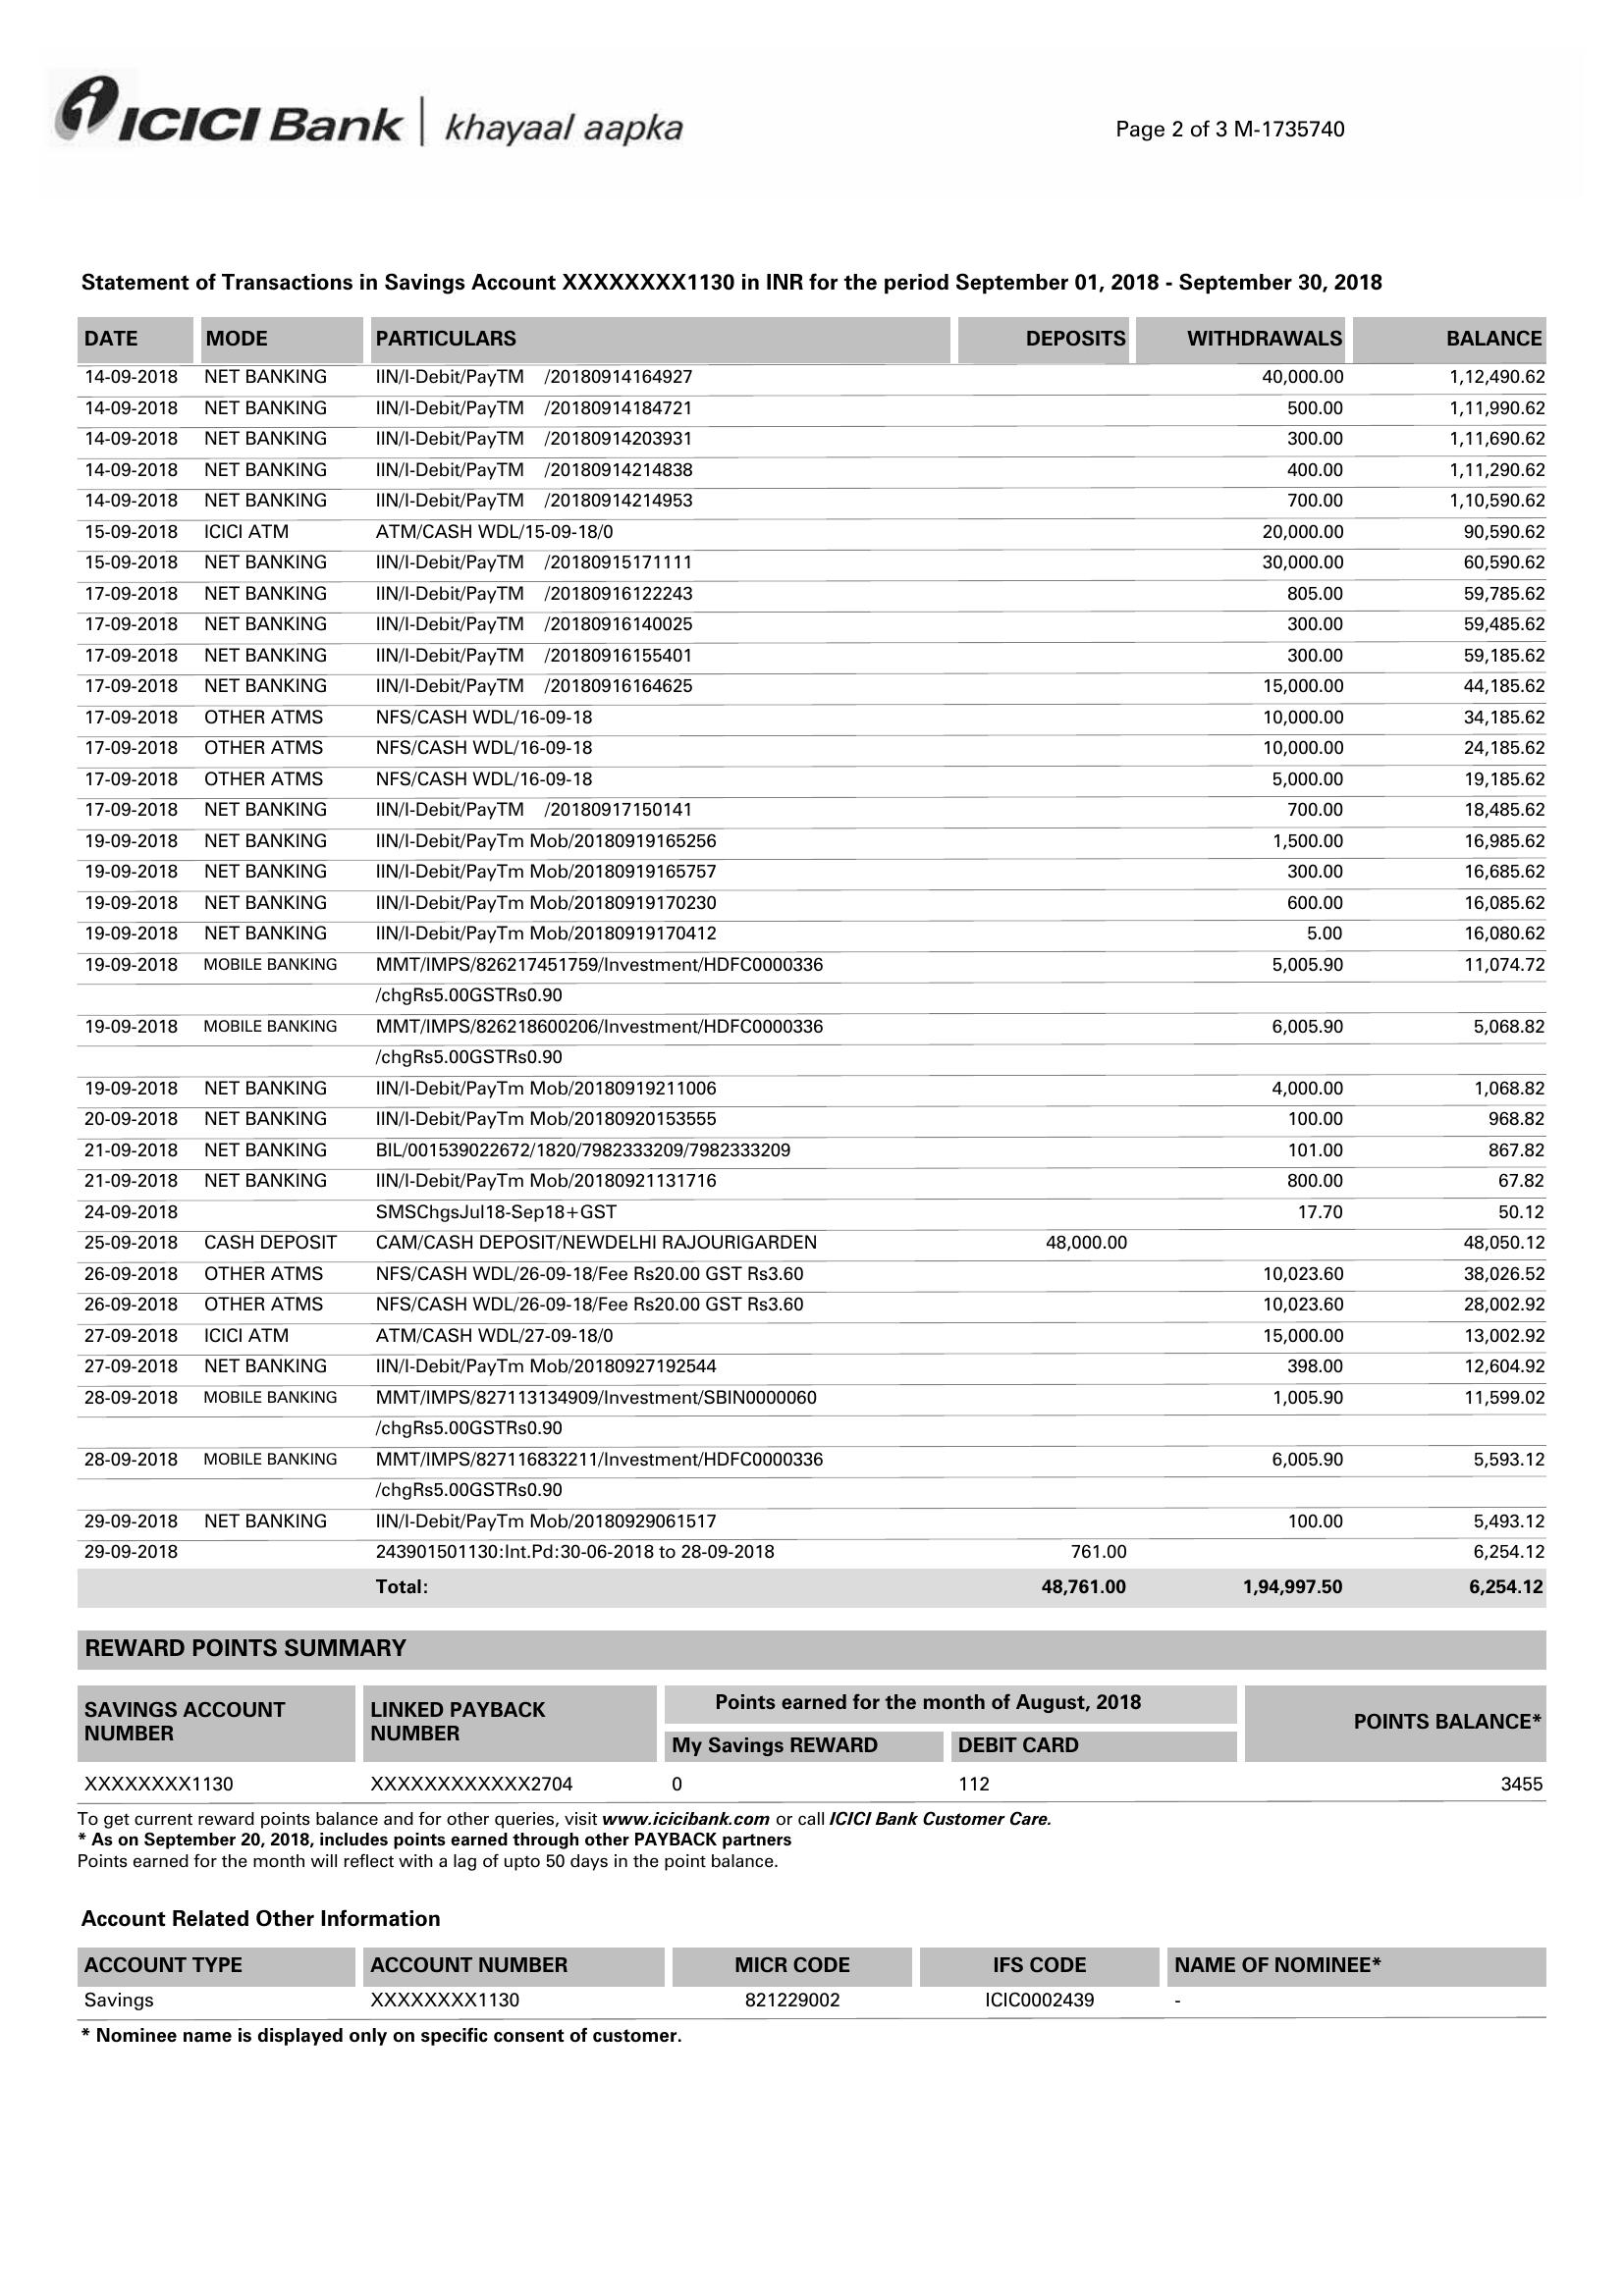 ICICI Bank | khayaal aapka
Page 2 of 3 M-1735740
Statement of Transactions in Savings Account XXXXXXXX1130 in INR for the period September 01, 2018 - September 30, 2018
DATE MODE PARTICULARS DEPOSITS WITHDRAWALS BALANCE
14-09-2018 NET BANKING IIN/I-Debit/PayTM /20180914164927 40,000.00 1,12,490.62
14-09-2018 NET BANKING IIN/I-Debit/PayTM /20180914184721 500.00 1,11,990.62
14-09-2018 NET BANKING IIN/I-Debit/PayTM /20180914203931 300.00 1,11,690.62
14-09-2018 NET BANKING IIN/I-Debit/PayTM /20180914214838 400.00 1,11,290.62
14-09-2018 NET BANKING IIN/I-Debit/PayTM /20180914214953 700.00 1,10,590.62
15-09-2018 ICICI ATM ATM/CASH WDL/15-09-18/0 20,000.00 90,590.62
15-09-2018 NET BANKING IIN/I-Debit/PayTM /20180915171111 30,000.00 60,590.62
17-09-2018 NET BANKING IIN/I-Debit/PayTM /20180916122243 805.00 59,785.62
17-09-2018 NET BANKING IIN/I-Debit/PayTM /20180916140025 300.00 59,485.62
17-09-2018 NET BANKING IIN/I-Debit/PayTM /20180916155401 300.00 59,185.62
17-09-2018 NET BANKING IIN/I-Debit/PayTM /20180916164625 15,000.00 44,185.62
17-09-2018 OTHER ATMS NFS/CASH WDL/16-09-18 10,000.00 34,185.62
17-09-2018 OTHER ATMS NFS/CASH WDL/16-09-18 10,000.00 24,185.62
17-09-2018 OTHER ATMS NFS/CASH WDL/16-09-18 5,000.00 19,185.62
17-09-2018 NET BANKING IIN/I-Debit/PayTM /20180917150141 700.00 18,485.62
19-09-2018 NET BANKING IIN/I-Debit/PayTm Mob/20180919165256 1,500.00 16,985.62
19-09-2018 NET BANKING IIN/I-Debit/PayTm Mob/20180919165757 300.00 16,685.62
19-09-2018 NET BANKING IIN/I-Debit/PayTm Mob/20180919170230 600.00 16,085.62
19-09-2018 NET BANKING IIN/I-Debit/PayTm Mob/20180919170412 5.00 16,080.62
19-09-2018 MOBILE BANKING MMT/IMPS/826217451759/Investment/HDFC0000336 5,005.90 11,074.72
/chgRs5.00GSTRs0.90
19-09-2018 MOBILE BANKING MMT/IMPS/826218600206/Investment/HDFC0000336 6,005.90 5,068.82
/chgRs5.00GSTRs0.90
19-09-2018 NET BANKING IIN/I-Debit/PayTm Mob/20180919211006 4,000.00 1,068.82
20-09-2018 NET BANKING IIN/I-Debit/PayTm Mob/20180920153555 100.00 968.82
21-09-2018 NET BANKING BIL/001539022672/1820/7982333209/7982333209 101.00 867.82
21-09-2018 NET BANKING IIN/I-Debit/PayTm Mob/20180921131716 800.00 67.82
24-09-2018 SMSChgsJul18-Sep18+GST 17.70 50.12
25-09-2018 CASH DEPOSIT CAM/CASH DEPOSIT/NEWDELHI RAJOURIGARDEN 48,000.00 48,050.12
26-09-2018 OTHER ATMS NFS/CASH WDL/26-09-18/Fee Rs20.00 GST Rs3.60 10,023.60 38,026.52
26-09-2018 OTHER ATMS NFS/CASH WDL/26-09-18/Fee Rs20.00 GST Rs3.60 10,023.60 28,002.92
27-09-2018 ICICI ATM ATM/CASH WDL/27-09-18/0 15,000.00 13,002.92
27-09-2018 NET BANKING IIN/I-Debit/PayTm Mob/20180927192544 398.00 12,604.92
28-09-2018 MOBILE BANKING MMT/IMPS/827113134909/Investment/SBIN0000060 1,005.90 11,599.02
/chgRs5.00GSTRs0.90
28-09-2018 MOBILE BANKING MMT/IMPS/827116832211/Investment/HDFC0000336 6,005.90 5,593.12
/chgRs5.00GSTRs0.90
29-09-2018 NET BANKING IIN/I-Debit/PayTm Mob/20180929061517 100.00 5,493.12
29-09-2018 243901501130:Int.Pd:30-06-2018 to 28-09-2018 761.00 6,254.12
Total: 48,761.00 1,94,997.50 6,254.12
REWARD POINTS SUMMARY
SAVINGS ACCOUNT NUMBER LINKED PAYBACK NUMBER Points earned for the month of August, 2018 POINTS BALANCE*
My Savings REWARD DEBIT CARD
XXXXXXXX1130 XXXXXXXXXXXX2704 0 112 3455
To get current reward points balance and for other queries, visit www.icicibank.com or call ICICI Bank Customer Care.
* As on September 20, 2018, includes points earned through other PAYBACK partners
Points earned for the month will reflect with a lag of upto 50 days in the point balance.
Account Related Other Information
ACCOUNT TYPE ACCOUNT NUMBER MICR CODE IFS CODE NAME OF NOMINEE*
Savings XXXXXXXX1130 821229002 ICIC0002439 -
* Nominee name is displayed only on specific consent of customer.